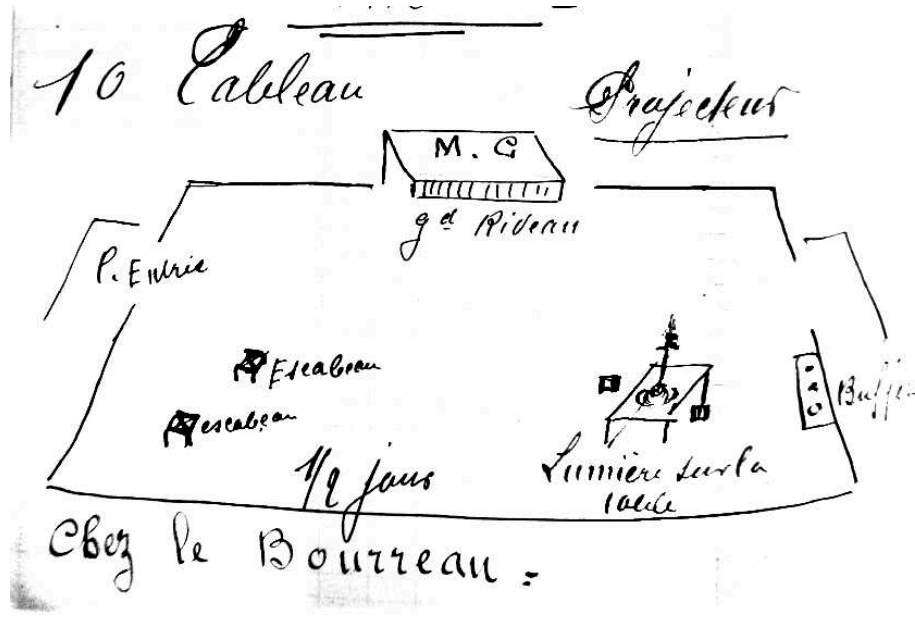 10 Tableau
Projecteur
M. G
gd Rideau
P. Entrée
Escabeau
escabeau
Buffet
1/2 jour
Lumière sur la
table
Chez le Bourreau.